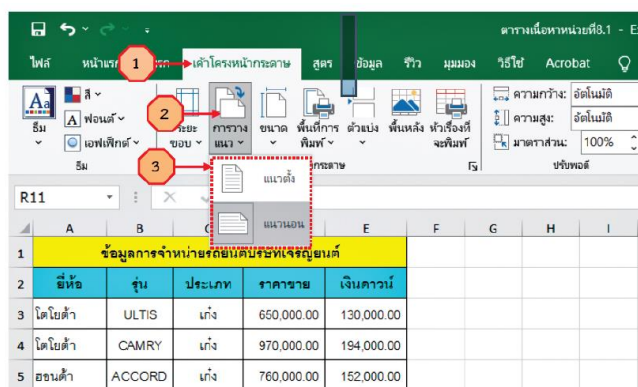 ตารางเนื้อหาหน่วยที่8.1 - E
ไฟล์ หน้าแรก 1 เค้าโครงหน้ากระดาษ สูตร ข้อมูล รีวิว มุมมอง วิธีใช้ Acrobat
สี
Aa A ฟอนต์ 2 ความกว้าง: อัตโนมัติ
ธีม เอฟเฟ็กต์ ระยะขอบ การวางแนว ขนาด พื้นที่การพิมพ์ ตัวแบ่ง พื้นหลัง หัวเรื่องที่จะพิมพ์ ความสูง: อัตโนมัติ
มาตราส่วน: 100%
ธีม 3 ปรับพอดี
แนวตั้ง
R11
แนวนอน
A B C E F G H I
1 ข้อมูลการจำหน่ายรถยนต์บริษัทเจริญยนต์
2 ยี่ห้อ รุ่น ประเภท ราคาขาย เงินดาวน์
3 โตโยต้า ULTIS เก๋ง 650,000.00 130,000.00
4 โตโยต้า CAMRY เก๋ง 970,000.00 194,000.00
5 ฮอนด้า ACCORD เก๋ง 760,000.00 152,000.00